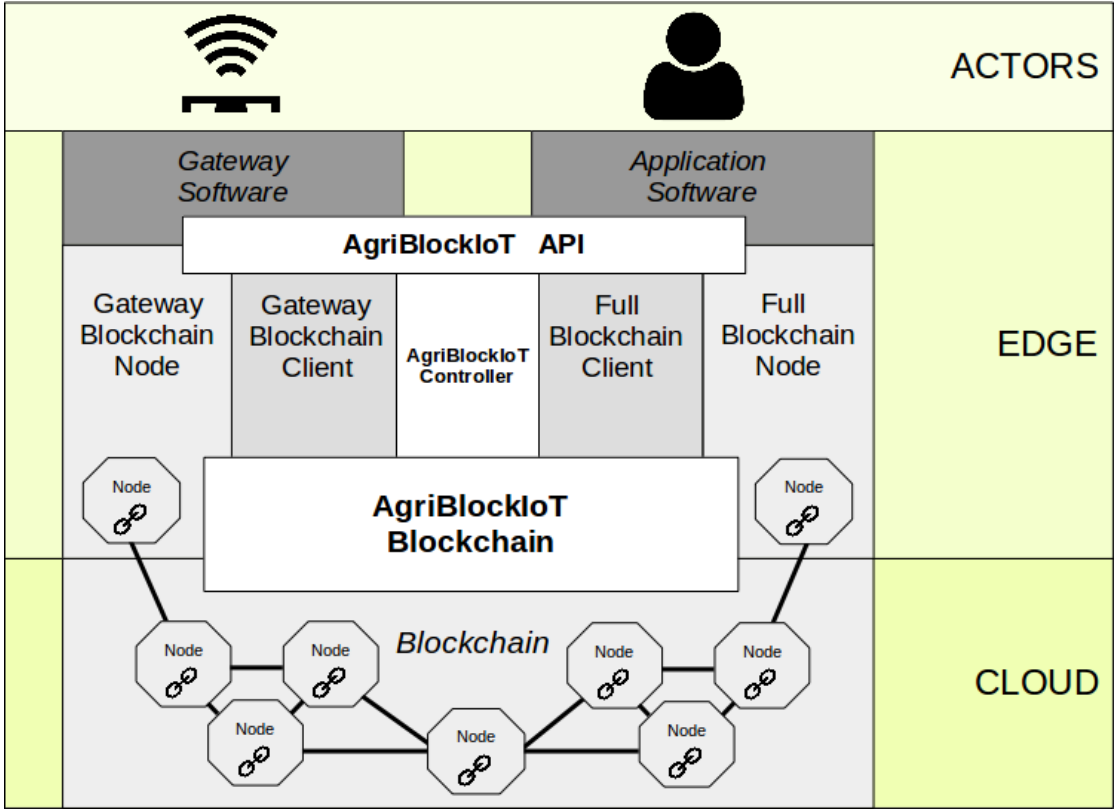 ACTORS
Gateway
Software
Application
Software
AgriBlockIoT API
Gateway
Blockchain
Node
Gateway
Blockchain
Client
AgriBlockIoT
Controller
Full
Blockchain
Client
Full
Blockchain
Node
EDGE
Node
Node
AgriBlockIoT
Blockchain
Blockchain
Node
Node
Node
Node
CLOUD
Node
Node
Node